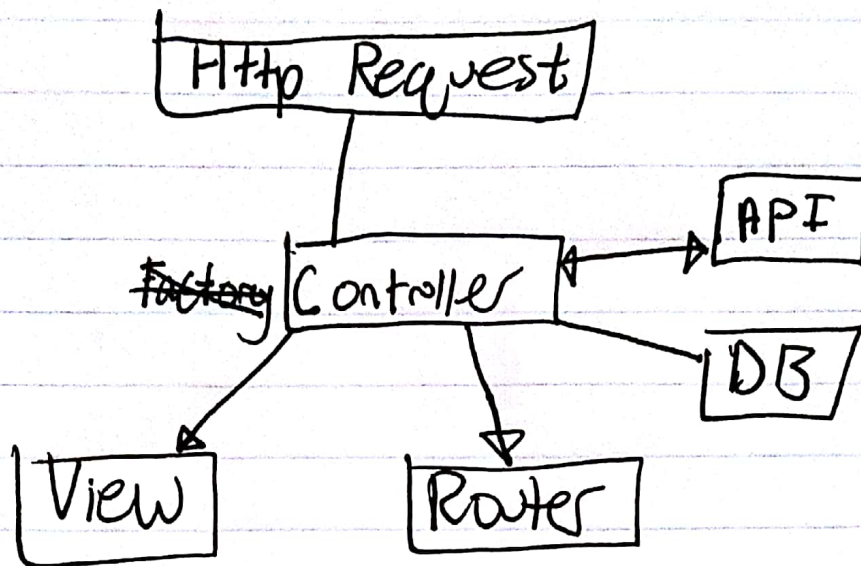 Http Request
API
Factory Controller
DB
View
Router